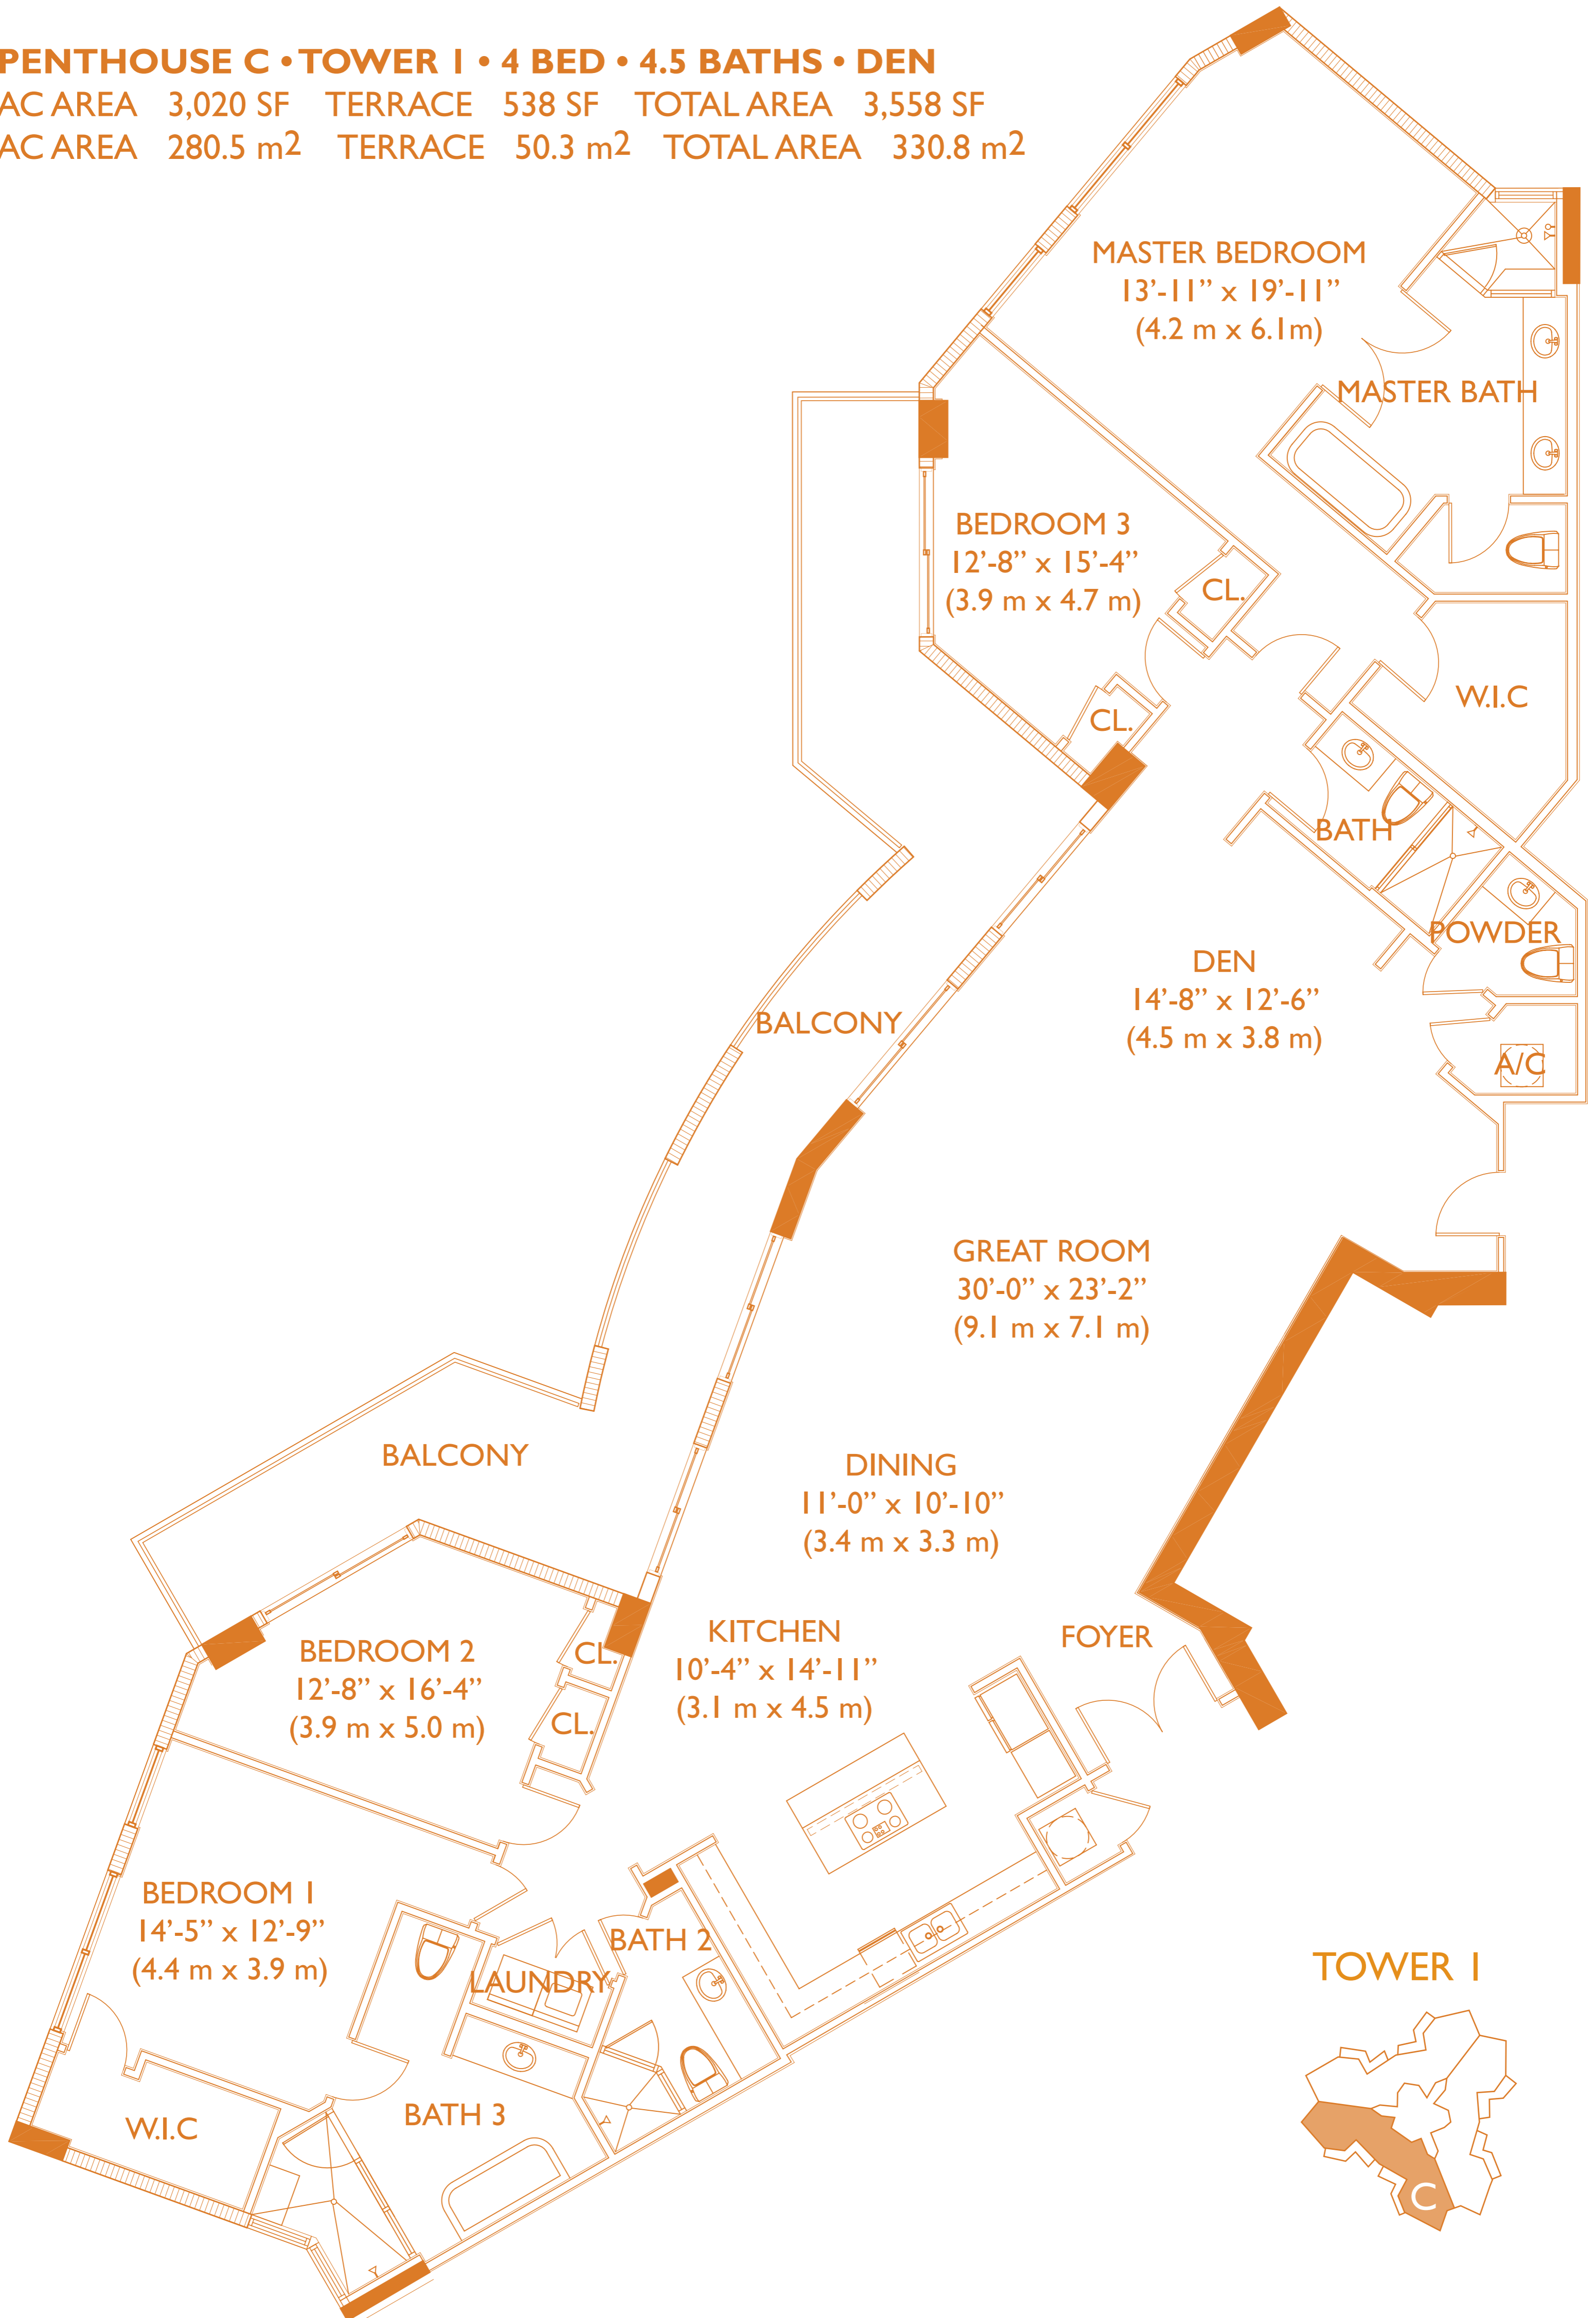 PENTHOUSE C • TOWER 1 • 4 BED • 4.5 BATHS • DEN
AC AREA 3,020 SF TERRACE 538 SF TOTAL AREA 3,558 SF
AC AREA 280.5 m² TERRACE 50.3 m² TOTAL AREA 330.8 m²
MASTER BEDROOM
13’-11” x 19’-11”
(4.2 m x 6.1m)
MASTER BATH
BEDROOM 3
12’-8” x 15’-4”
(3.9 m x 4.7 m)
CL.
CL.
W.I.C
BATH
POWDER
DEN
14’-8” x 12’-6”
(4.5 m x 3.8 m)
BALCONY
A/C
GREAT ROOM
30’-0” x 23’-2”
(9.1 m x 7.1 m)
BALCONY
DINING
11’-0” x 10’-10”
(3.4 m x 3.3 m)
KITCHEN
10’-4” x 14’-11”
(3.1 m x 4.5 m)
FOYER
BEDROOM 2
12’-8” x 16’-4”
(3.9 m x 5.0 m)
CL.
CL.
BEDROOM 1
14’-5” x 12’-9”
(4.4 m x 3.9 m)
BATH 2
LAUNDRY
BATH 3
W.I.C
TOWER 1
C